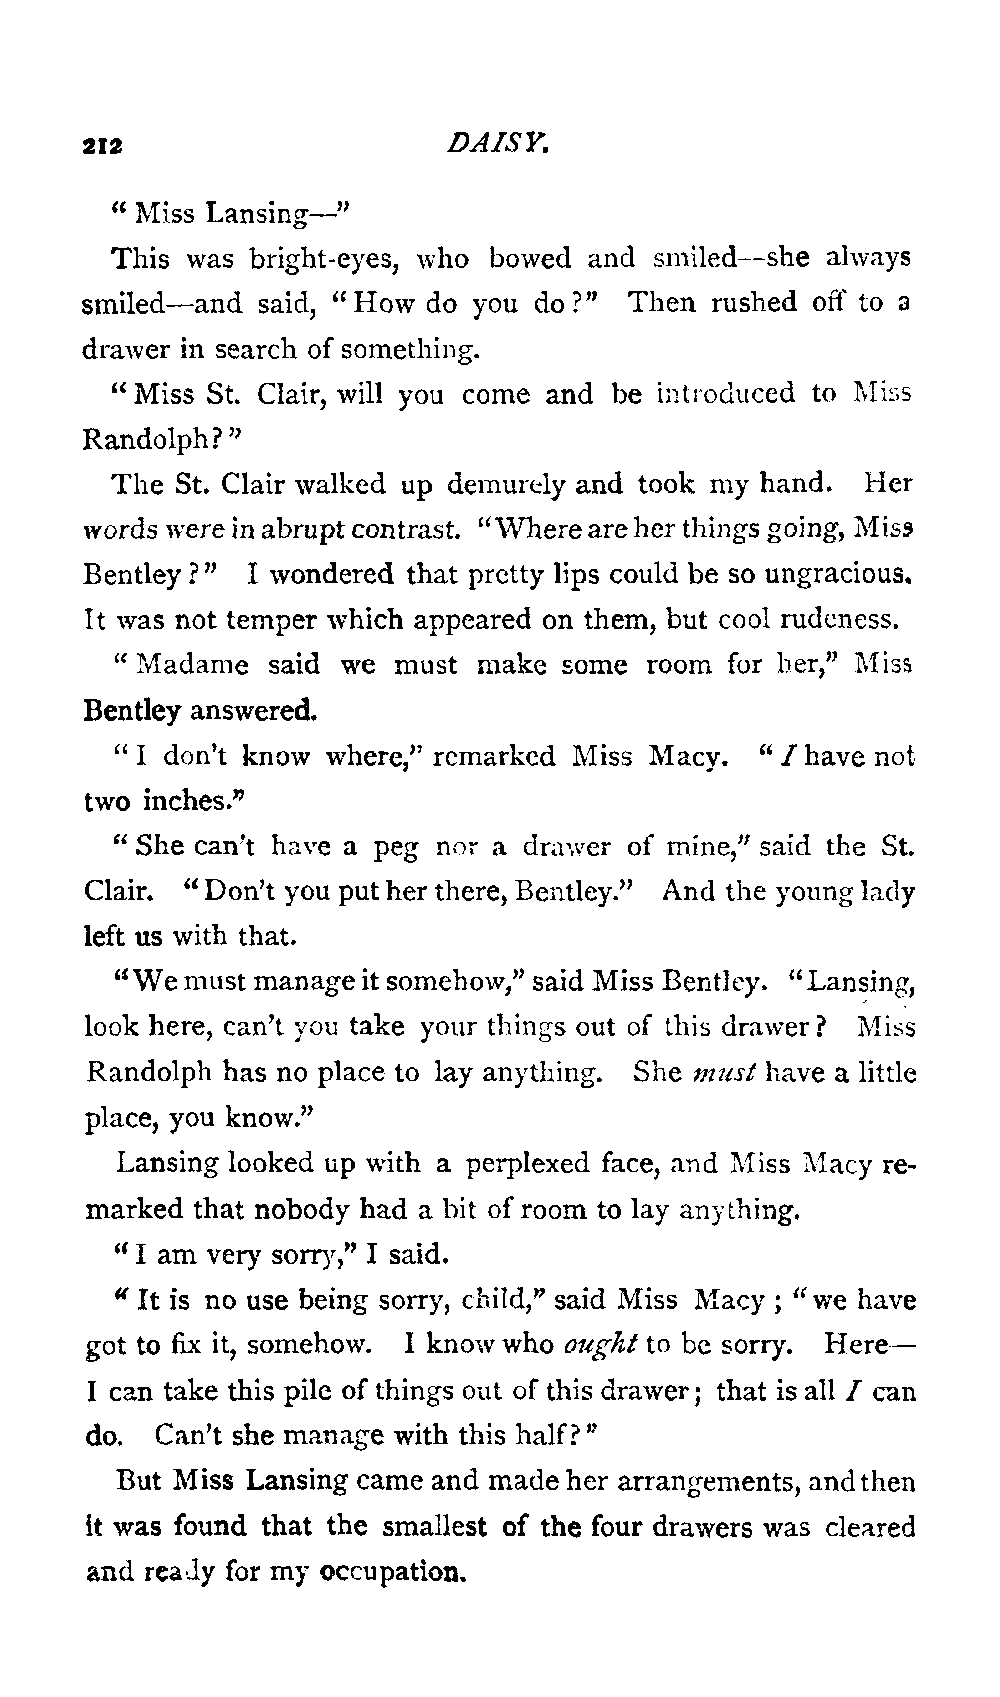 212 DAISY.
“Miss Lansing—”
This was bright-eyes, who bowed and smiled—she always
smiled—and said, “How do you do?” Then rushed off to a
drawer in search of something.
“Miss St. Clair, will you come and be introduced to Miss
Randolph?”
The St. Clair walked up demurely and took my hand. Her
words were in abrupt contrast. “Where are her things going, Miss
Bentley?” I wondered that pretty lips could be so ungracious.
It was not temper which appeared on them, but cool rudeness.
“Madame said we must make some room for her,” Miss
Bentley answered.
“I don’t know where,” remarked Miss Macy. “I have not
two inches.”
“She can’t have a peg nor a drawer of mine,” said the St.
Clair. “Don’t you put her there, Bentley.” And the young lady
left us with that.
“We must manage it somehow,” said Miss Bentley. “Lansing,
look here, can’t you take your things out of this drawer? Miss
Randolph has no place to lay anything. She must have a little
place, you know.”
Lansing looked up with a perplexed face, and Miss Macy re-
marked that nobody had a bit of room to lay anything.
“I am very sorry,” I said.
“It is no use being sorry, child,” said Miss Macy; “we have
got to fix it, somehow. I know who ought to be sorry. Here—
I can take this pile of things out of this drawer; that is all I can
do. Can’t she manage with this half?”
But Miss Lansing came and made her arrangements, and then
it was found that the smallest of the four drawers was cleared
and ready for my occupation.